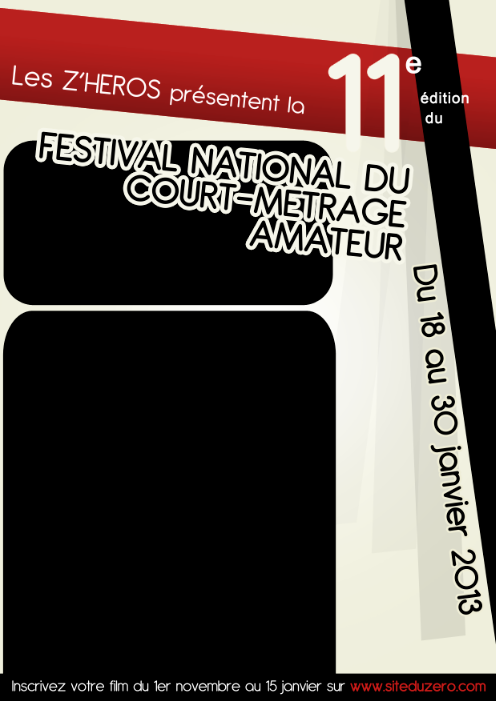 Les Z'HEROS présentent la 11e édition
du
FESTIVAL NATIONAL DU
COURT-METRAGE
AMATEUR
Du 18 au 30 janvier 2013
Inscrivez votre film du 1er novembre au 15 janvier sur www.siteduzero.com